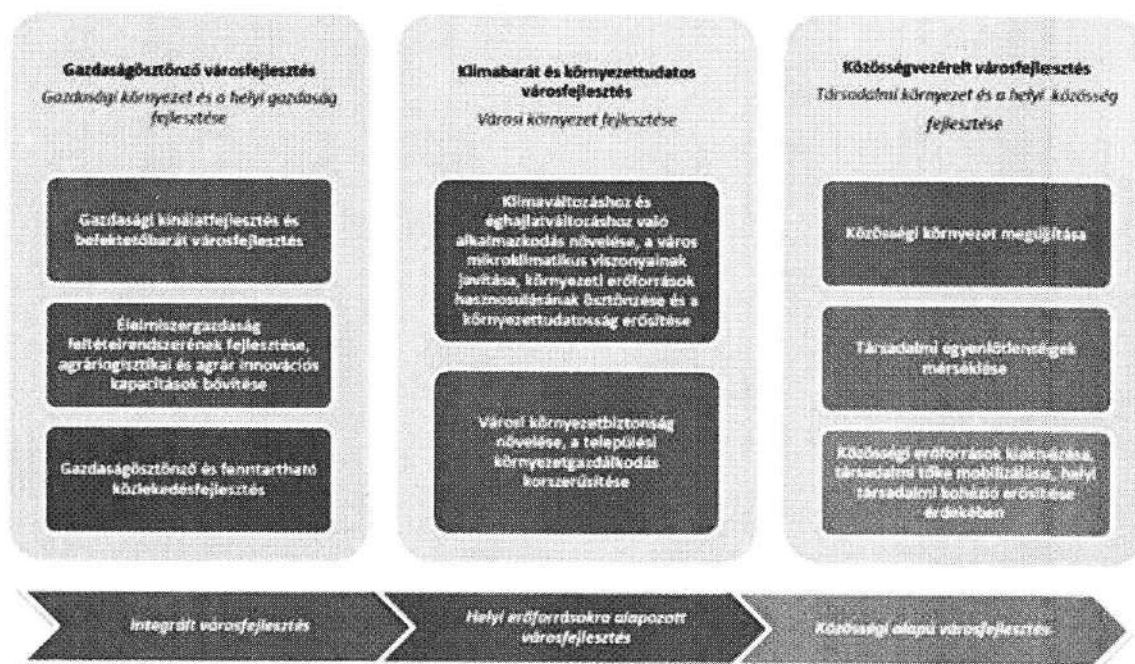 Gazdaságösztönző városfejlesztés
Gazdasági környezet és a helyi gazdaság
fejlesztése
Gazdasági kínálatfejlesztés és
befektetőbarát városfejlesztés
Élelmiszergazdaság
feltételrendszerének fejlesztése,
agrárlogisztikai és agrár innovációs
kapacitások bővítése
Gazdaságösztönző és fenntartható
közlekedésfejlesztés
Klímabarát és környezettudatos
városfejlesztés
Városi környezet fejlesztése
Klímaváltozáshoz és
éghajlatváltozáshoz való
alkalmazkodás növelése, a város
mikroklimatikus viszonyainak
javítása, környezeti erőforrások
hasznosulásának ösztönzése és a
környezettudatosság erősítése
Városi környezetbiztonság
növelése, a települési
környezetgazdálkodás
korszerűsítése
Közösségvezérelt városfejlesztés
Társadalmi környezet és a helyi közösség
fejlesztése
Közösségi környezet megújítása
Társadalmi egyenlőtlenségek
mérséklése
Közösségi erőforrások kiaknázása,
társadalmi tőke mobilizálása, helyi
társadalmi kohézió erősítése
érdekében
Integrált városfejlesztés
Helyi erőforrásokra alapozott
városfejlesztés
Közösségi alapú városfejlesztés